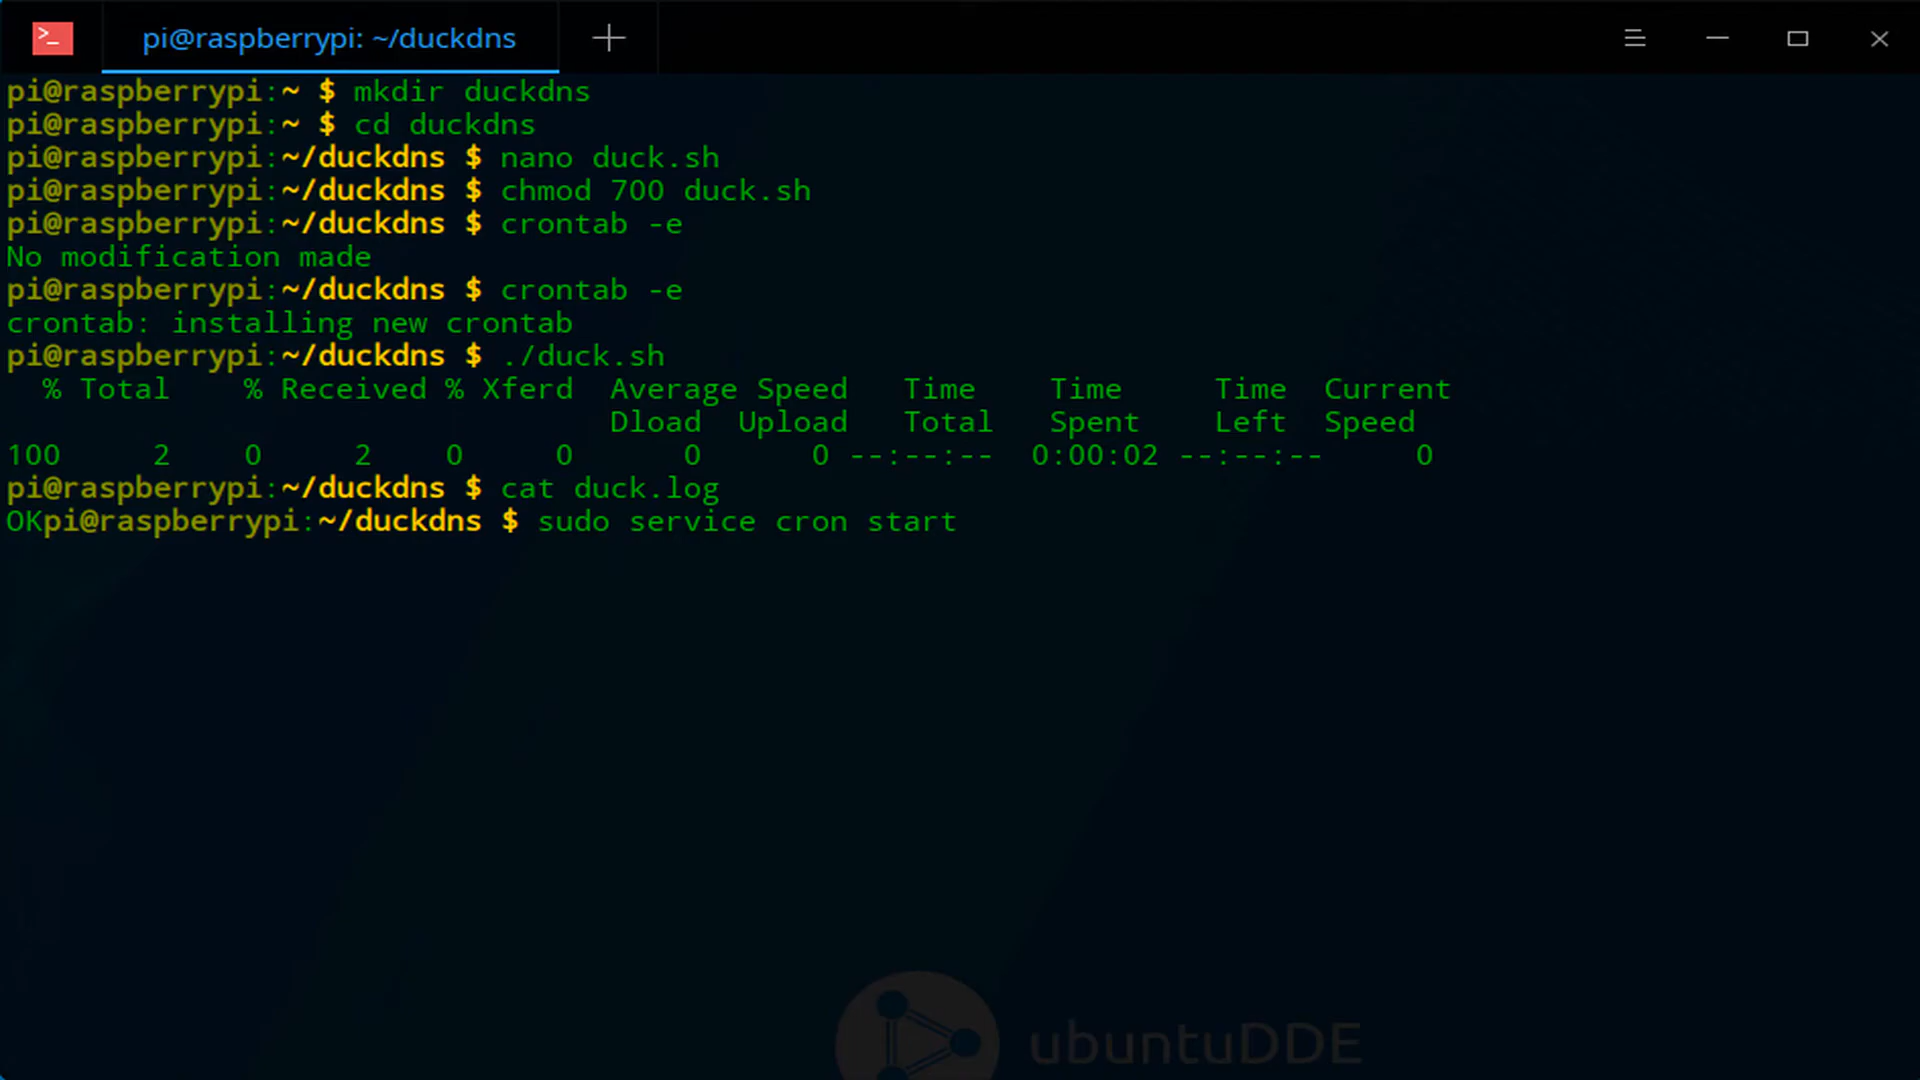 >_ pi@raspberrypi: ~/duckdns
pi@raspberrypi:~ $ mkdir duckdns
pi@raspberrypi:~ $ cd duckdns
pi@raspberrypi:~/duckdns $ nano duck.sh
pi@raspberrypi:~/duckdns $ chmod 700 duck.sh
pi@raspberrypi:~/duckdns $ crontab -e
No modification made
pi@raspberrypi:~/duckdns $ crontab -e
crontab: installing new crontab
pi@raspberrypi:~/duckdns $ ./duck.sh
  % Total    % Received % Xferd  Average Speed   Time    Time     Time  Current
                                 Dload  Upload   Total   Spent    Left  Speed
100     2    0     2    0     0      0      0 --:--:--  0:00:02 --:--:--     0
pi@raspberrypi:~/duckdns $ cat duck.log
OKpi@raspberrypi:~/duckdns $ sudo service cron start
ubuntuDDE